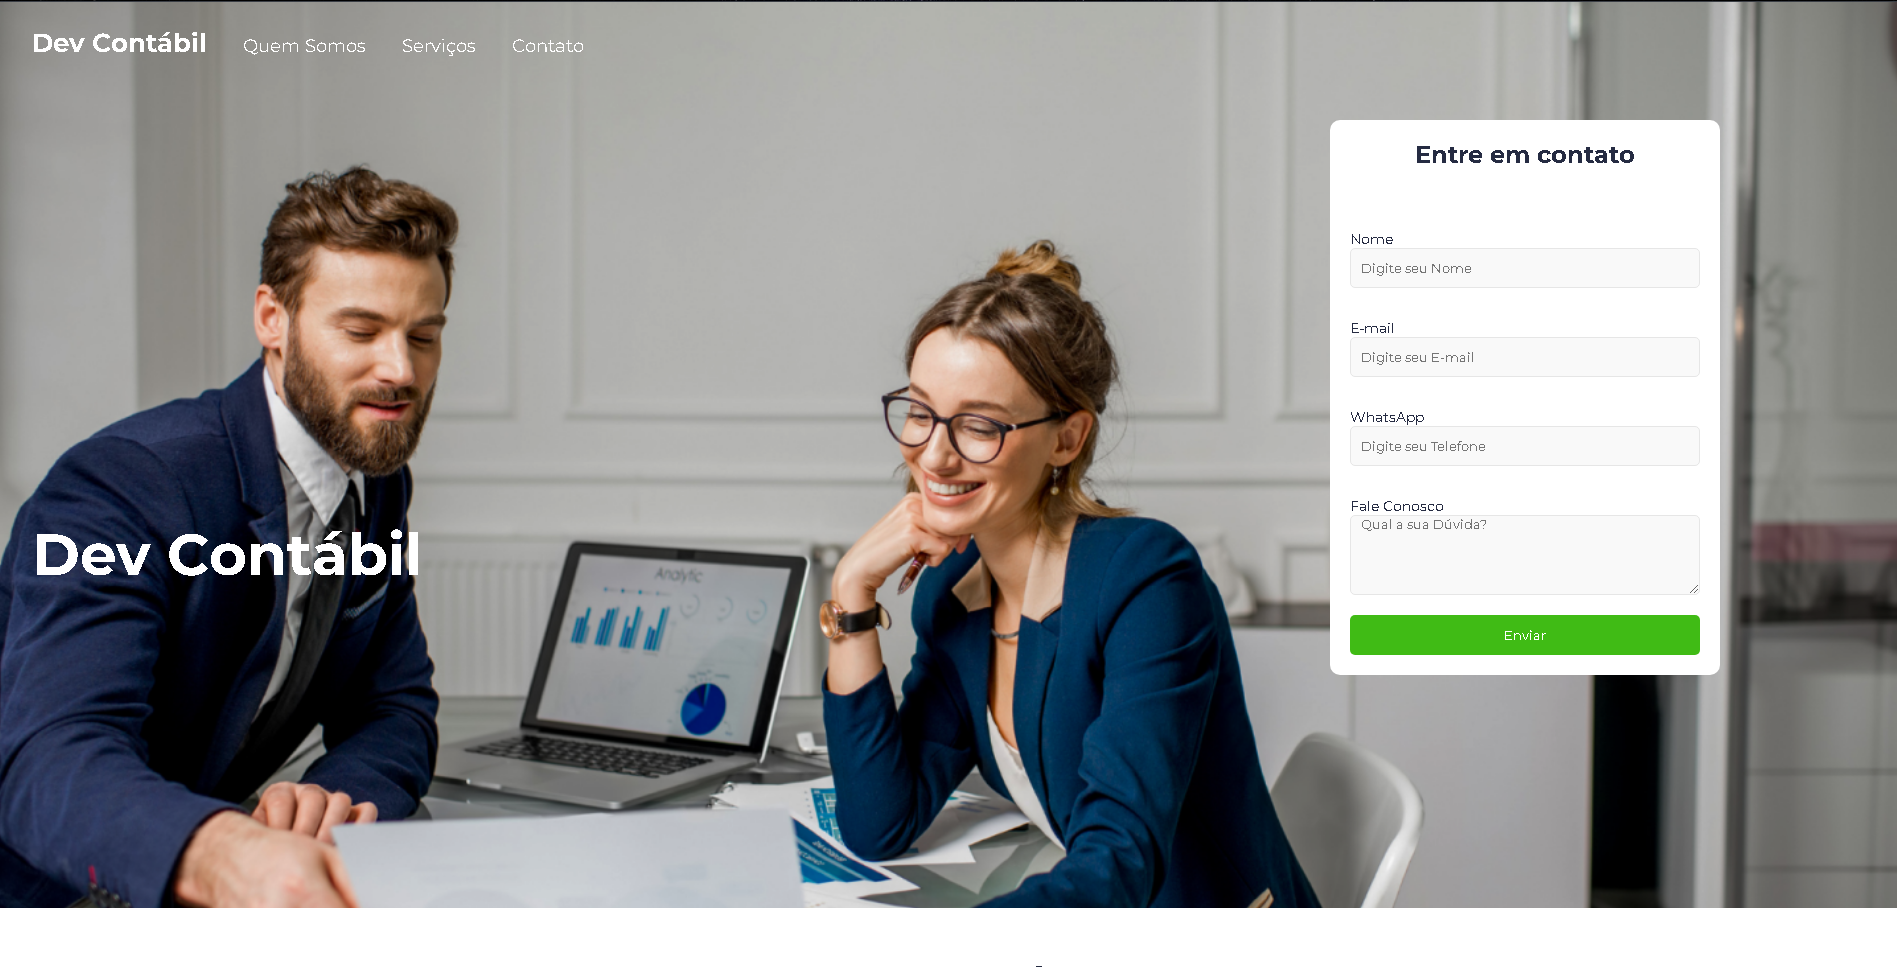 Dev Contábil
Quem Somos
Serviços
Contato
Entre em contato
Nome
Digite seu Nome
E-mail
Digite seu E-mail
WhatsApp
Digite seu Telefone
Fale Conosco
Qual a sua Dúvida?
Enviar
Dev Contábil
Analytic